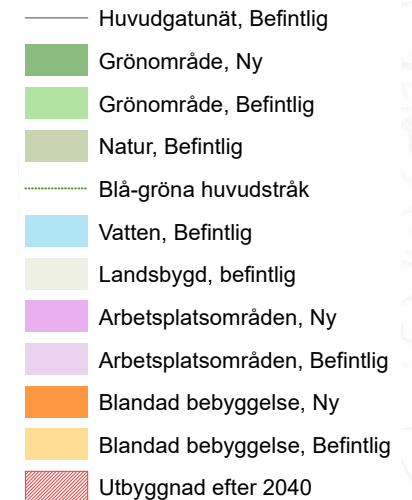 Huvudgatunät, Befintlig
Grönområde, Ny
Grönområde, Befintlig
Natur, Befintlig
Blå-gröna huvudstråk
Vatten, Befintlig
Landsbygd, befintlig
Arbetsplatsområden, Ny
Arbetsplatsområden, Befintlig
Blandad bebyggelse, Ny
Blandad bebyggelse, Befintlig
Utbyggnad efter 2040